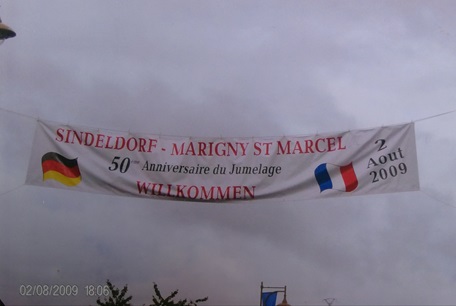 SINDELDORF - MARIGNY ST MARCEL
50ème Anniversaire du Jumelage
WILLKOMMEN
2
Aout
2009
02/08/2009 18:06